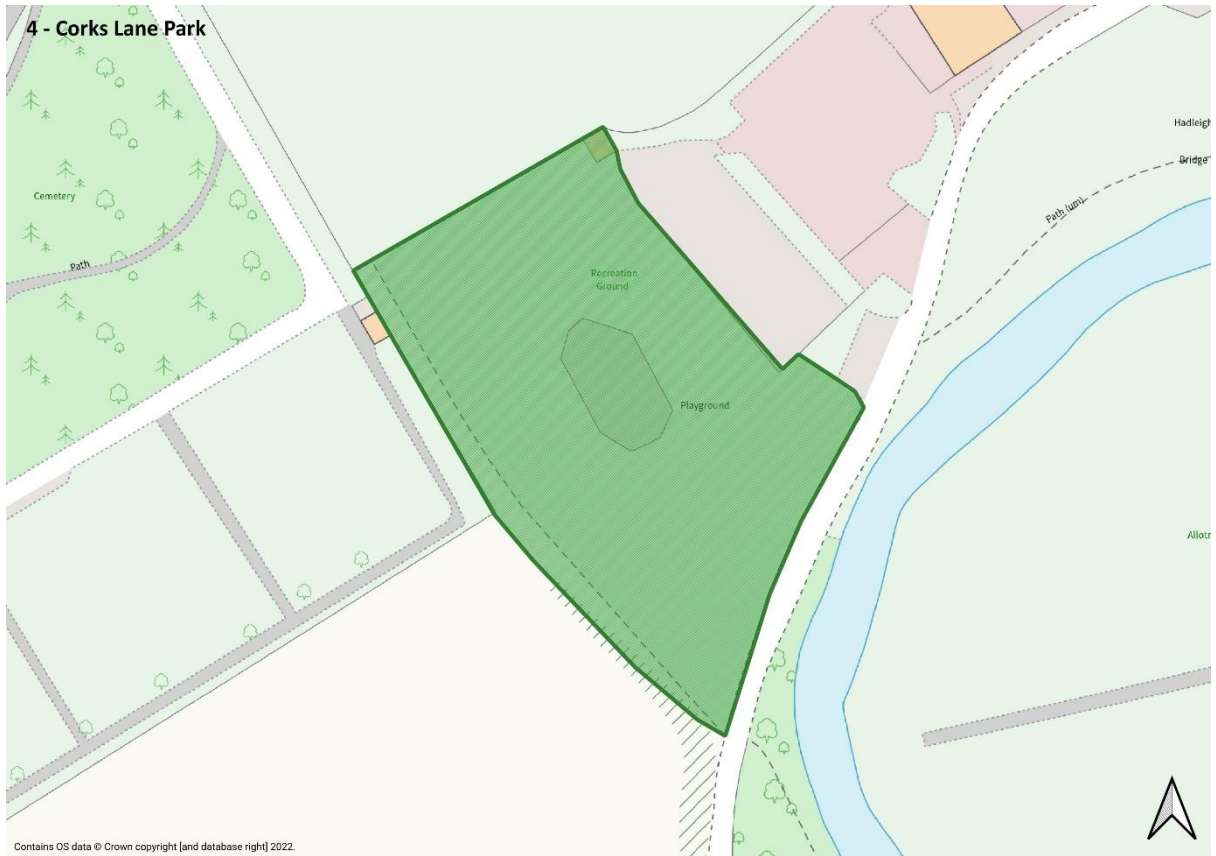 4 - Corks Lane Park
Hadleigh
Bridge
Path (um)
Cemetery
Path
Recreation
Ground
Playground
Allotm
Contains OS data © Crown copyright [and database right] 2022.